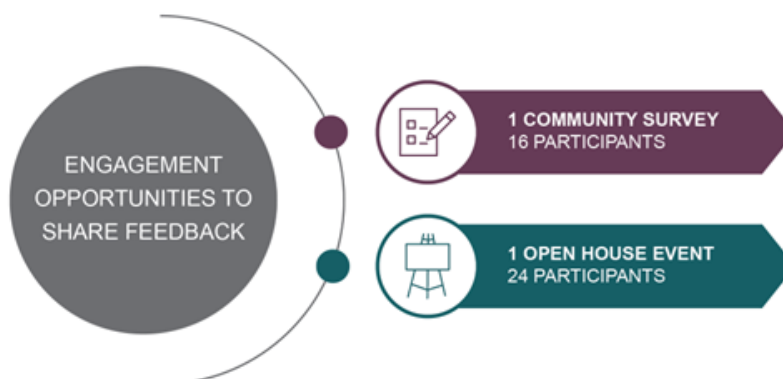 ENGAGEMENT
OPPORTUNITIES TO
SHARE FEEDBACK
1 COMMUNITY SURVEY
16 PARTICIPANTS
1 OPEN HOUSE EVENT
24 PARTICIPANTS